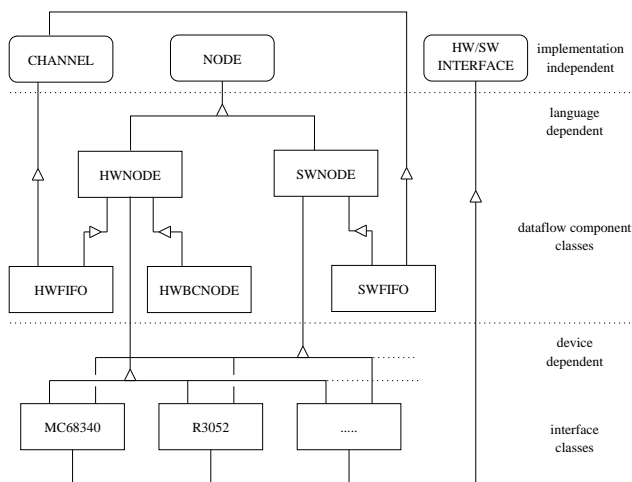 CHANNEL
NODE
HW/SW
INTERFACE
implementation
independent
language
dependent
HWNODE
SWNODE
dataflow component
classes
HWFIFO
HWBCNODE
SWFIFO
device
dependent
MC68340
R3052
.....
interface
classes